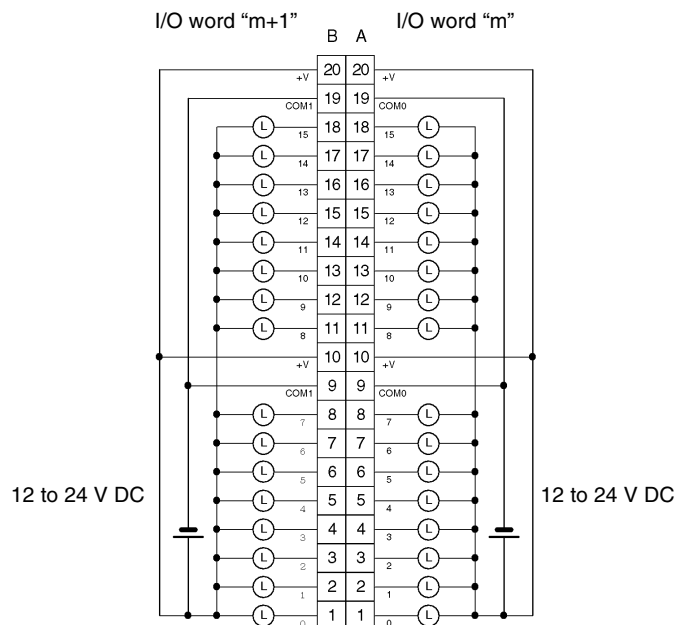 I/O word “m+1” I/O word “m”
B A
20 20
+V +V
19 19
COM1 COM0
L 18 18 L
15 15
L 17 17 L
14 14
L 16 16 L
13 13
L 15 15 L
12 12
L 14 14 L
11 11
L 13 13 L
10 10
L 12 12 L
9 9
L 11 11 L
8 8
10 10
+V +V
9 9
COM1 COM0
L 8 8 L
7 7
L 7 7 L
6 6
L 6 6 L
5 5
12 to 24 V DC L 5 5 L 12 to 24 V DC
4 4
L 4 4 L
3 3
L 3 3 L
2 2
L 2 2 L
1 1
L 1 1 L
0 0